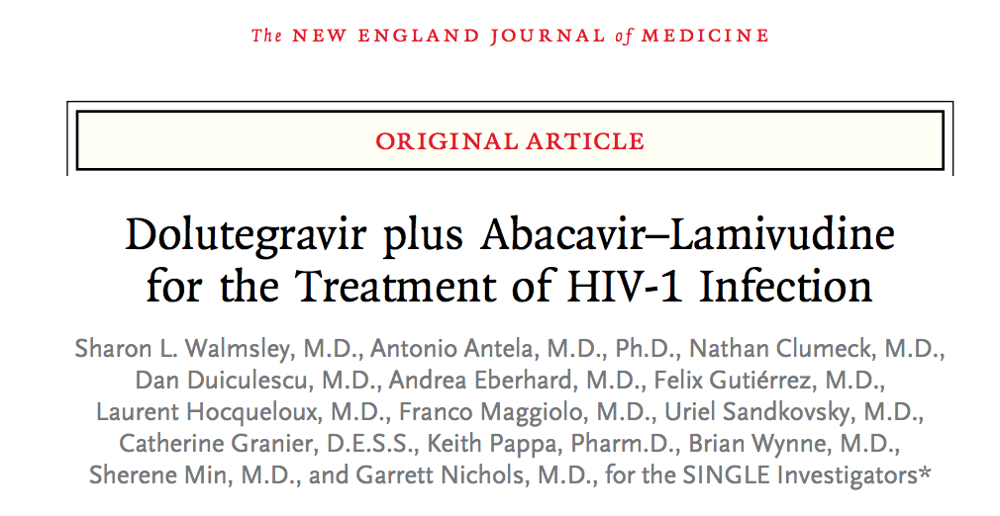 The NEW ENGLAND JOURNAL of MEDICINE
ORIGINAL ARTICLE
Dolutegravir plus Abacavir–Lamivudine
for the Treatment of HIV-1 Infection
Sharon L. Walmsley, M.D., Antonio Antela, M.D., Ph.D., Nathan Clumeck, M.D.,
Dan Duiculescu, M.D., Andrea Eberhard, M.D., Felix Gutiérrez, M.D.,
Laurent Hocqueloux, M.D., Franco Maggiolo, M.D., Uriel Sandkovsky, M.D.,
Catherine Granier, D.E.S.S., Keith Pappa, Pharm.D., Brian Wynne, M.D.,
Sherene Min, M.D., and Garrett Nichols, M.D., for the SINGLE Investigators*